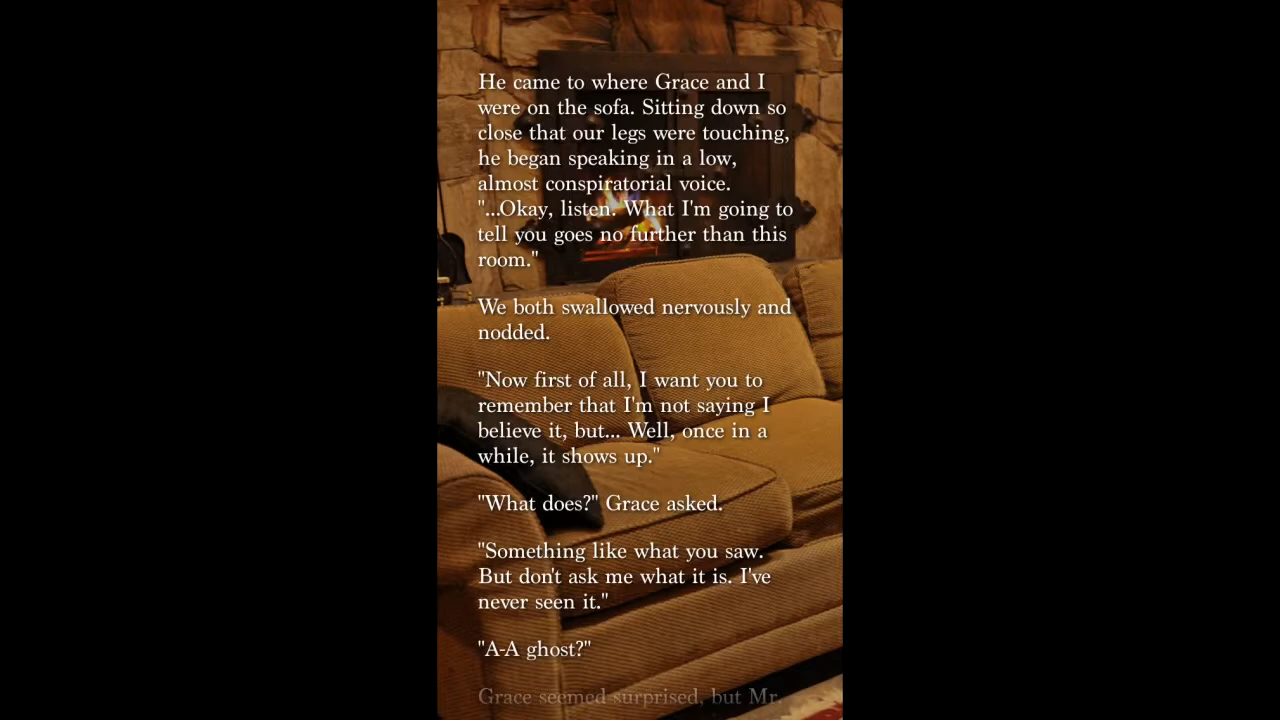 He came to where Grace and I
were on the sofa. Sitting down so
close that our legs were touching,
he began speaking in a low,
almost conspiratorial voice.
"...Okay, listen. What I'm going to
tell you goes no further than this
room."
We both swallowed nervously and
nodded.
"Now first of all, I want you to
remember that I'm not saying I
believe it, but... Well, once in a
while, it shows up."
"What does?" Grace asked.
"Something like what you saw.
But don't ask me what it is. I've
never seen it."
"A-A ghost?"
Grace seemed surprised, but Mr.